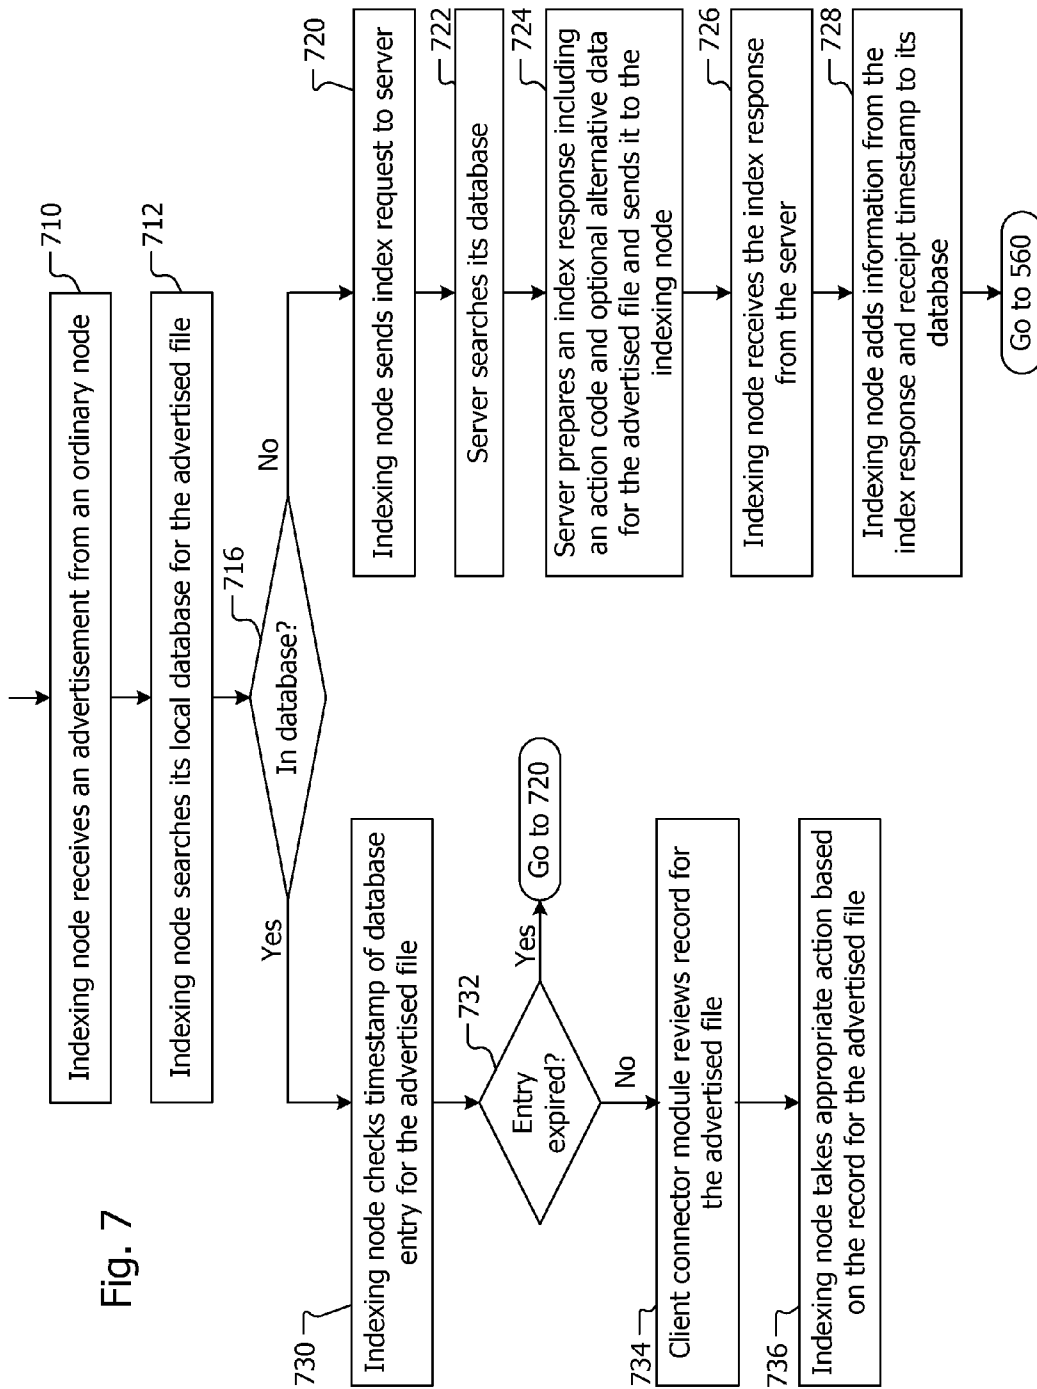 710
Indexing node receives an advertisement from an ordinary node
712
Indexing node searches its local database for the advertised file
716
In database?
Yes
No
720
Indexing node sends index request to server
722
Server searches its database
724
Server prepares an index response including
an action code and optional alternative data
for the advertised file and sends it to the
indexing node
726
Indexing node receives the index response
from the server
728
Indexing node adds information from the
index response and receipt timestamp to its
database
Go to 560
730
Indexing node checks timestamp of database
entry for the advertised file
732
Entry
expired?
Yes
Go to 720
No
734
Client connector module reviews record for
the advertised file
736
Indexing node takes appropriate action based
on the record for the advertised file
Fig. 7